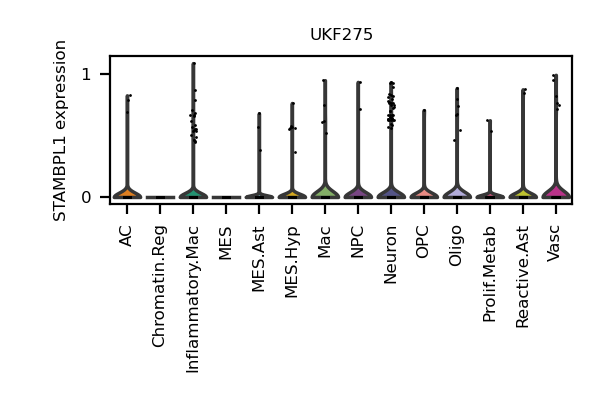 UKF275
STAMBPL1 expression
1
0
AC
Chromatin.Reg
Inflammatory.Mac
MES
MES.Ast
MES.Hyp
Mac
NPC
Neuron
OPC
Oligo
Prolif.Metab
Reactive.Ast
Vasc